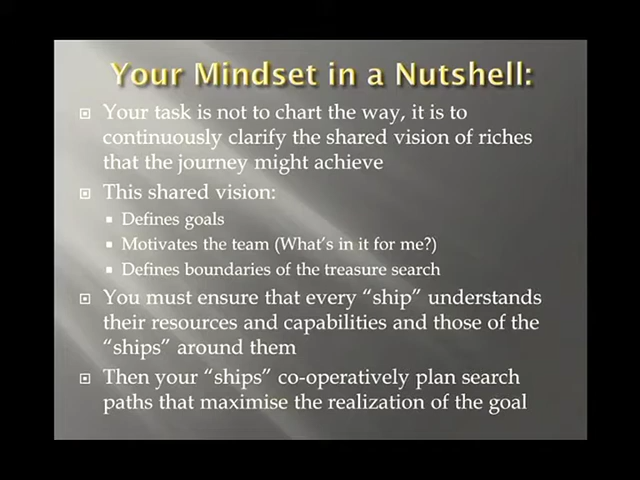 Your Mindset in a Nutshell:
Your task is not to chart the way, it is to
continuously clarify the shared vision of riches
that the journey might achieve
This shared vision:
Defines goals
Motivates the team (What's in it for me?)
Defines boundaries of the treasure search
You must ensure that every “ship” understands
their resources and capabilities and those of the
“ships” around them
Then your “ships” co-operatively plan search
paths that maximise the realization of the goal